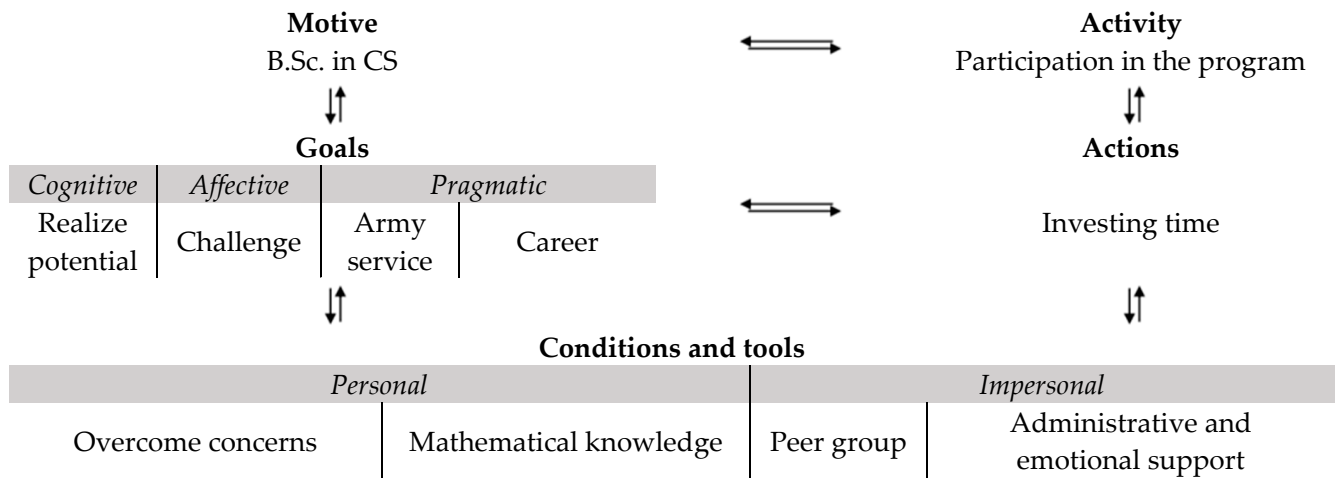 Motive
Activity
B.Sc. in CS
Participation in the program
Goals
Actions
Cognitive Affective Pragmatic
Realize
potential
Challenge
Army
service
Career
Investing time
Conditions and tools
Personal Impersonal
Overcome concerns
Mathematical knowledge
Peer group
Administrative and
emotional support